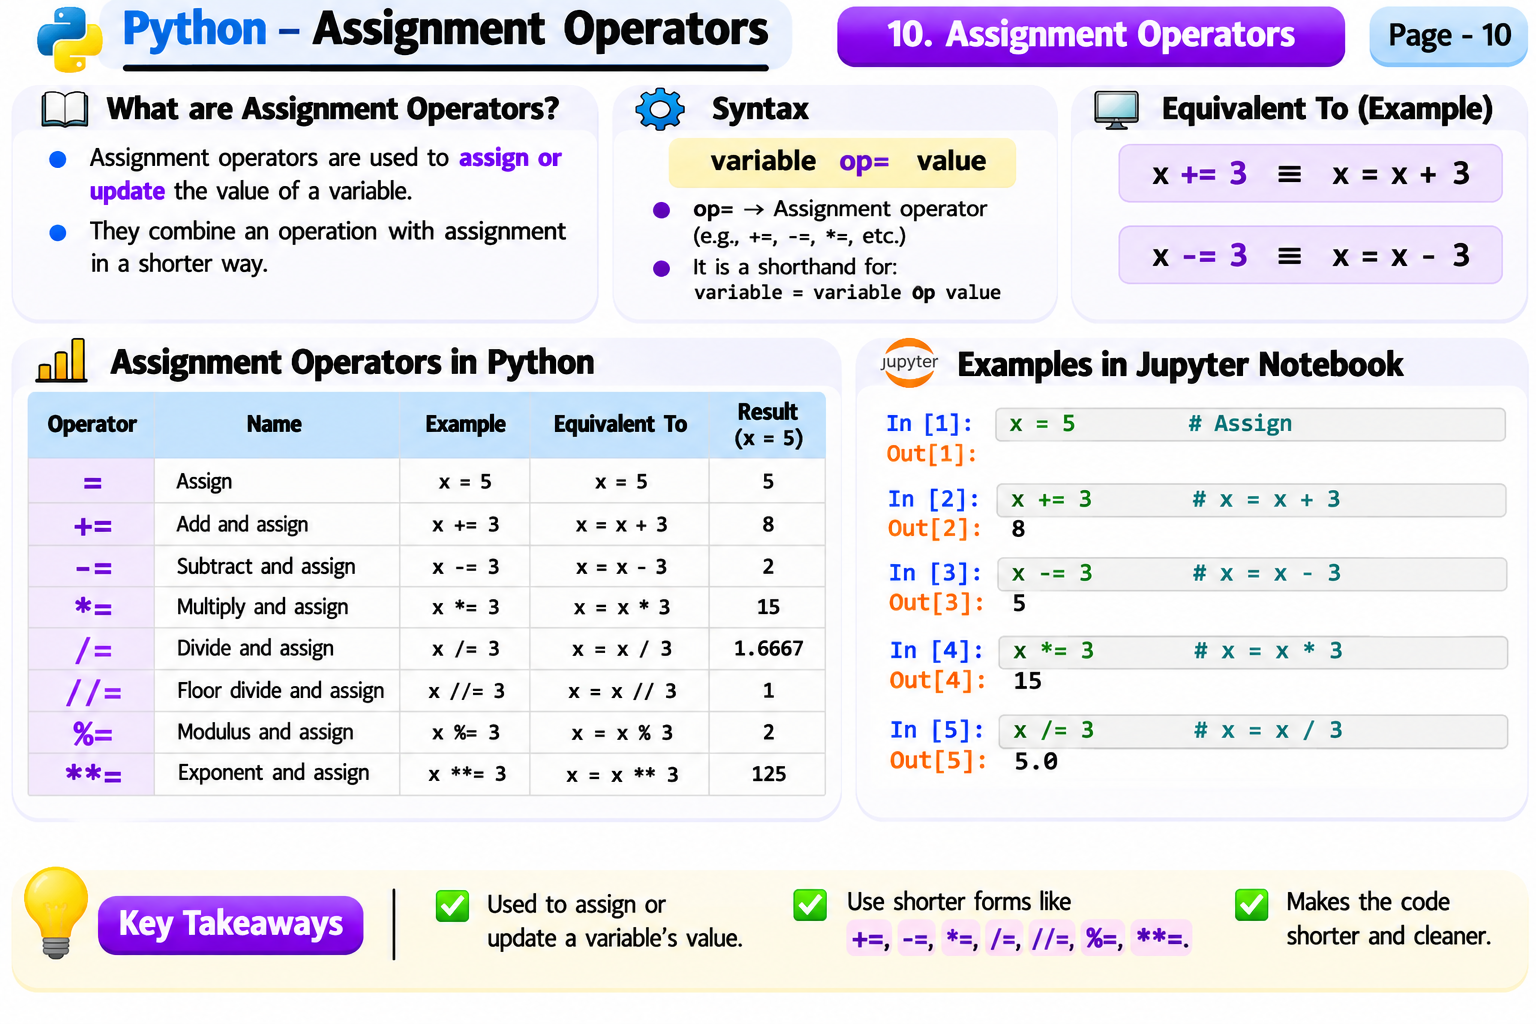 Python – Assignment Operators
10. Assignment Operators
Page - 10
What are Assignment Operators?
Assignment operators are used to assign or
update the value of a variable.
They combine an operation with assignment
in a shorter way.
Syntax
variable op= value
op= → Assignment operator
(e.g., +=, -=, *=, etc.)
It is a shorthand for:
variable = variable op value
Equivalent To (Example)
x += 3 ≡ x = x + 3
x -= 3 ≡ x = x - 3
Assignment Operators in Python
Operator Name Example Equivalent To Result (x = 5)
= Assign x = 5 x = 5 5
+= Add and assign x += 3 x = x + 3 8
-= Subtract and assign x -= 3 x = x - 3 2
*= Multiply and assign x *= 3 x = x * 3 15
/= Divide and assign x /= 3 x = x / 3 1.6667
//= Floor divide and assign x //= 3 x = x // 3 1
%= Modulus and assign x %= 3 x = x % 3 2
**= Exponent and assign x **= 3 x = x ** 3 125
jupyter
Examples in Jupyter Notebook
In [1]: x = 5 # Assign
Out[1]:
In [2]: x += 3 # x = x + 3
Out[2]: 8
In [3]: x -= 3 # x = x - 3
Out[3]: 5
In [4]: x *= 3 # x = x * 3
Out[4]: 15
In [5]: x /= 3 # x = x / 3
Out[5]: 5.0
Key Takeaways
Used to assign or
update a variable's value.
Use shorter forms like
+=, -=, *=, /=, //=, %=, **=.
Makes the code
shorter and cleaner.